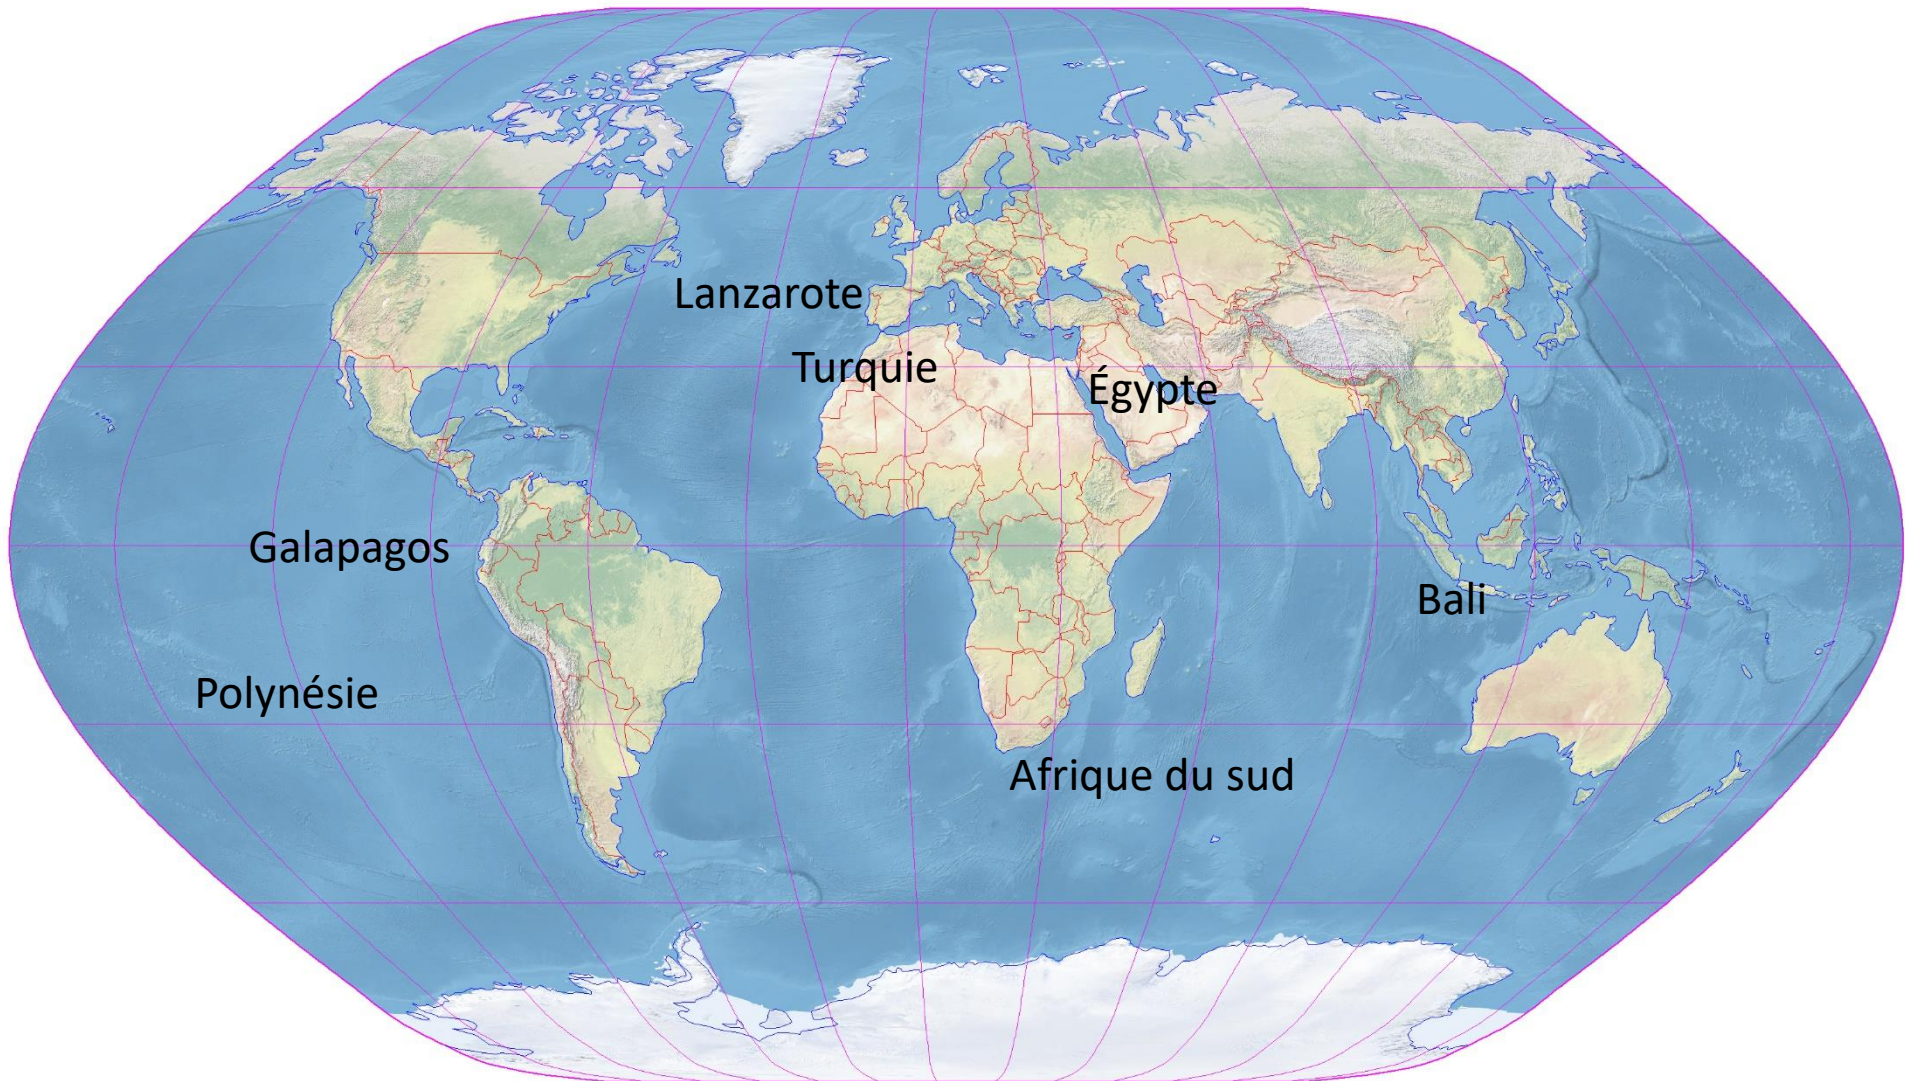 Lanzarote
Turquie
Égypte
Galapagos
Bali
Polynésie
Afrique du sud